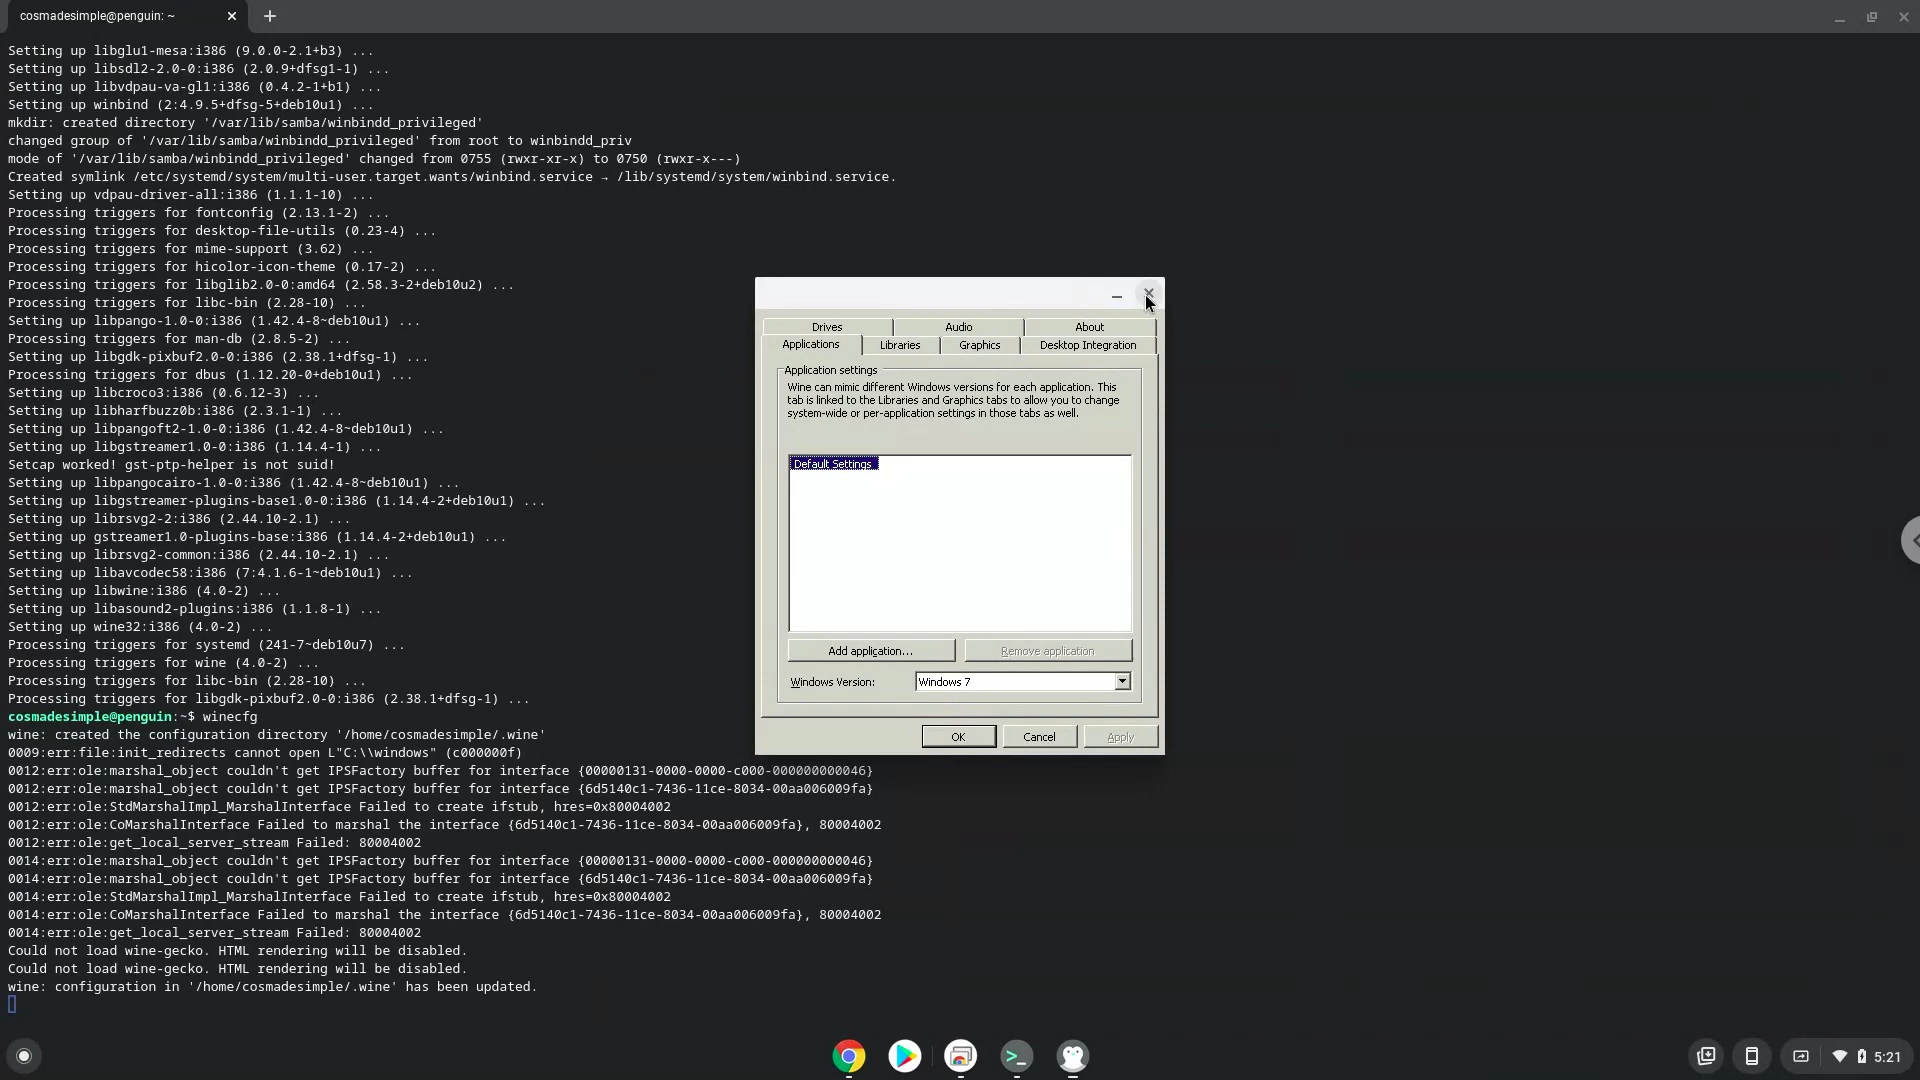 cosmadesimple@penguin: ~
Setting up libglu1-mesa:i386 (9.0.0-2.1+b3) ...
Setting up libsdl2-2.0-0:i386 (2.0.9+dfsg1-1) ...
Setting up libvdpau-va-gl1:i386 (0.4.2-1+b1) ...
Setting up winbind (2:4.9.5+dfsg-5+deb10u1) ...
mkdir: created directory '/var/lib/samba/winbindd_privileged'
changed group of '/var/lib/samba/winbindd_privileged' from root to winbindd_priv
mode of '/var/lib/samba/winbindd_privileged' changed from 0755 (rwxr-xr-x) to 0750 (rwxr-x---)
Created symlink /etc/systemd/system/multi-user.target.wants/winbind.service → /lib/systemd/system/winbind.service.
Setting up vdpau-driver-all:i386 (1.1.1-10) ...
Processing triggers for fontconfig (2.13.1-2) ...
Processing triggers for desktop-file-utils (0.23-4) ...
Processing triggers for mime-support (3.62) ...
Processing triggers for hicolor-icon-theme (0.17-2) ...
Processing triggers for libglib2.0-0:amd64 (2.58.3-2+deb10u2) ...
Processing triggers for libc-bin (2.28-10) ...
Setting up libpango-1.0-0:i386 (1.42.4-8~deb10u1) ...
Processing triggers for man-db (2.8.5-2) ...
Setting up libgdk-pixbuf2.0-0:i386 (2.38.1+dfsg-1) ...
Processing triggers for dbus (1.12.20-0+deb10u1) ...
Setting up libcroco3:i386 (0.6.12-3) ...
Setting up libharfbuzz0b:i386 (2.3.1-1) ...
Setting up libpangoft2-1.0-0:i386 (1.42.4-8~deb10u1) ...
Setting up libgstreamer1.0-0:i386 (1.14.4-1) ...
Setcap worked! gst-ptp-helper is not suid!
Setting up libpangocairo-1.0-0:i386 (1.42.4-8~deb10u1) ...
Setting up libgstreamer-plugins-base1.0-0:i386 (1.14.4-2+deb10u1) ...
Setting up librsvg2-2:i386 (2.44.10-2.1) ...
Setting up gstreamer1.0-plugins-base:i386 (1.14.4-2+deb10u1) ...
Setting up librsvg2-common:i386 (2.44.10-2.1) ...
Setting up libavcodec58:i386 (7:4.1.6-1~deb10u1) ...
Setting up libwine:i386 (4.0-2) ...
Setting up libasound2-plugins:i386 (1.1.8-1) ...
Setting up wine32:i386 (4.0-2) ...
Processing triggers for systemd (241-7~deb10u7) ...
Processing triggers for wine (4.0-2) ...
Processing triggers for libc-bin (2.28-10) ...
Processing triggers for libgdk-pixbuf2.0-0:i386 (2.38.1+dfsg-1) ...
cosmadesimple@penguin:~$ winecfg
wine: created the configuration directory '/home/cosmadesimple/.wine'
0009:err:file:init_redirects cannot open L"C:\\windows" (c000000f)
0012:err:ole:marshal_object couldn't get IPSFactory buffer for interface {00000131-0000-0000-c000-000000000046}
0012:err:ole:marshal_object couldn't get IPSFactory buffer for interface {6d5140c1-7436-11ce-8034-00aa006009fa}
0012:err:ole:StdMarshalImpl_MarshalInterface Failed to create ifstub, hres=0x80004002
0012:err:ole:CoMarshalInterface Failed to marshal the interface {6d5140c1-7436-11ce-8034-00aa006009fa}, 80004002
0012:err:ole:get_local_server_stream Failed: 80004002
0014:err:ole:marshal_object couldn't get IPSFactory buffer for interface {00000131-0000-0000-c000-000000000046}
0014:err:ole:marshal_object couldn't get IPSFactory buffer for interface {6d5140c1-7436-11ce-8034-00aa006009fa}
0014:err:ole:StdMarshalImpl_MarshalInterface Failed to create ifstub, hres=0x80004002
0014:err:ole:CoMarshalInterface Failed to marshal the interface {6d5140c1-7436-11ce-8034-00aa006009fa}, 80004002
0014:err:ole:get_local_server_stream Failed: 80004002
Could not load wine-gecko. HTML rendering will be disabled.
Could not load wine-gecko. HTML rendering will be disabled.
wine: configuration in '/home/cosmadesimple/.wine' has been updated.
Drives Audio About
Applications Libraries Graphics Desktop Integration
Application settings
Wine can mimic different Windows versions for each application. This
tab is linked to the Libraries and Graphics tabs to allow you to change
system-wide or per-application settings in those tabs as well.
Default Settings
Add application... Remove application
Windows Version: Windows 7
OK Cancel Apply
5:21